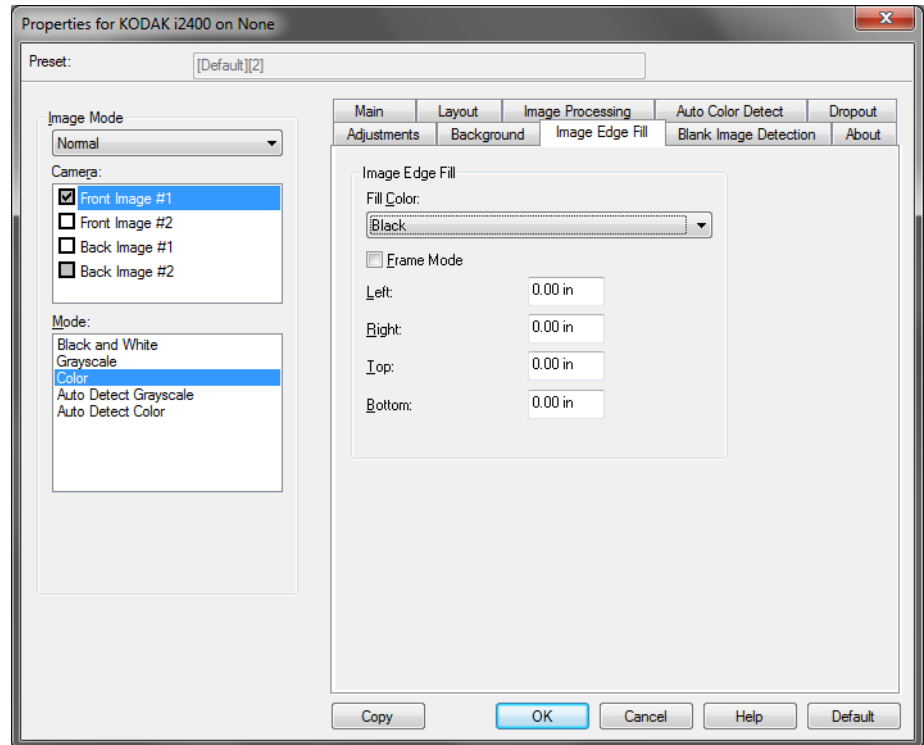 Properties for KODAK i2400 on None
Preset:
[Default][2]
Image Mode
Normal
Camera:
Front Image #1
Front Image #2
Back Image #1
Back Image #2
Mode:
Black and White
Grayscale
Color
Auto Detect Grayscale
Auto Detect Color
Main Layout Image Processing Auto Color Detect Dropout
Adjustments Background Image Edge Fill Blank Image Detection About
Image Edge Fill
Fill Color:
Black
Frame Mode
Left: 0.00 in
Right: 0.00 in
Top: 0.00 in
Bottom: 0.00 in
Copy OK Cancel Help Default